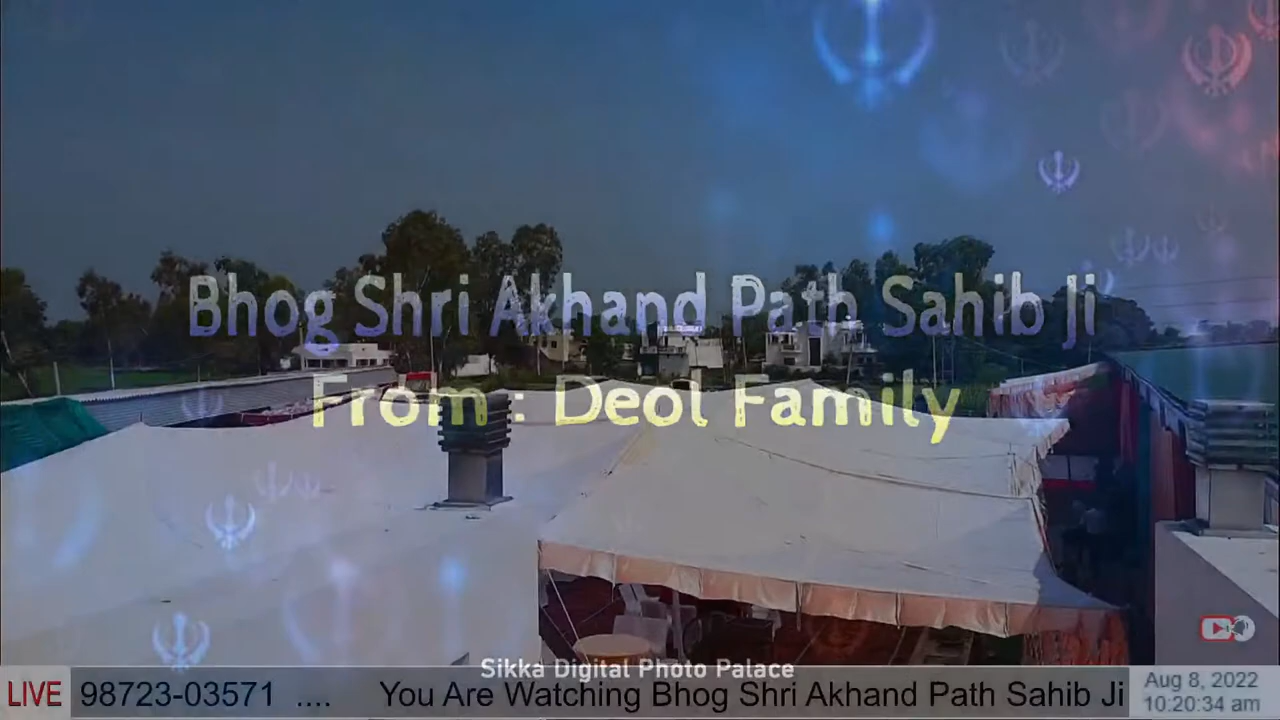 Bhog Shri Akhand Path Sahib Ji
From : Deol Family
Sikka Digital Photo Palace
LIVE 98723-03571 .... You Are Watching Bhog Shri Akhand Path Sahib Ji
Aug 8, 2022
10:20:34 am